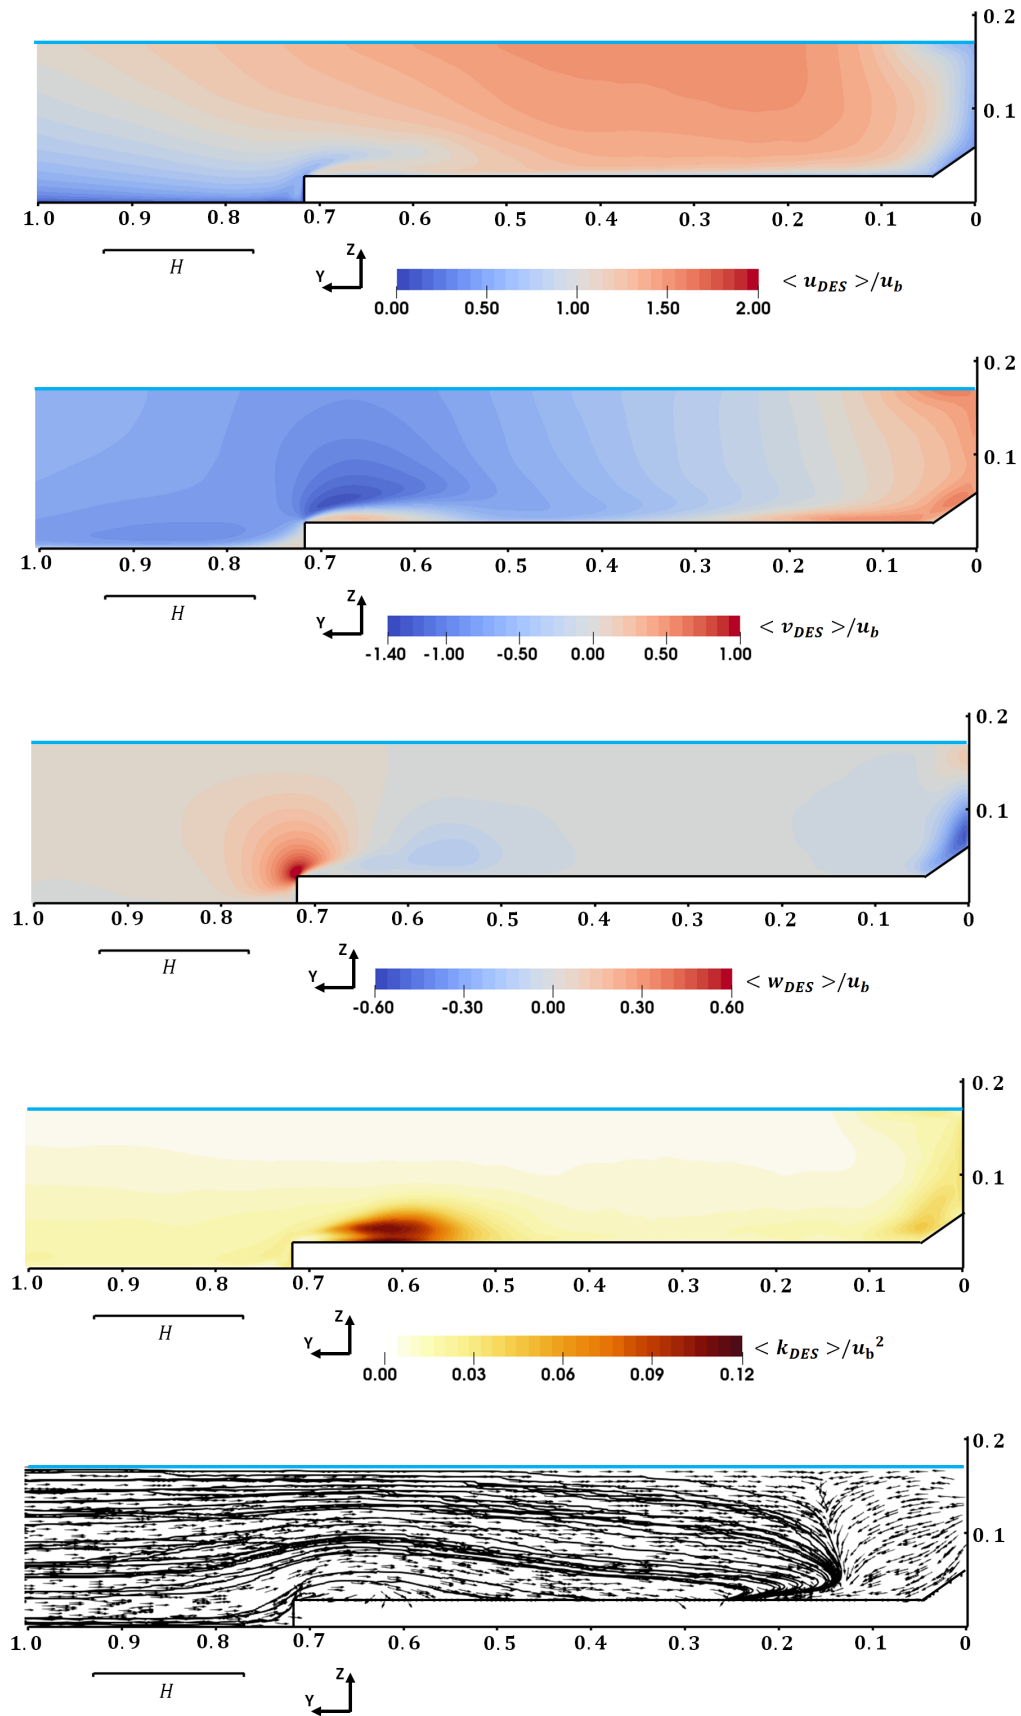 0.2
0.1
1.0 0.9 0.8 0.7 0.6 0.5 0.4 0.3 0.2 0.1 0
H
Z
Y
< u_DES >/u_b
0.00 0.50 1.00 1.50 2.00
0.2
0.1
1.0 0.9 0.8 0.7 0.6 0.5 0.4 0.3 0.2 0.1 0
H
Z
Y
< v_DES >/u_b
-1.40 -1.00 -0.50 0.00 0.50 1.00
0.2
0.1
1.0 0.9 0.8 0.7 0.6 0.5 0.4 0.3 0.2 0.1 0
H
Z
Y
< w_DES >/u_b
-0.60 -0.30 0.00 0.30 0.60
0.2
0.1
1.0 0.9 0.8 0.7 0.6 0.5 0.4 0.3 0.2 0.1 0
H
Z
Y
< k_DES >/u_b²
0.00 0.03 0.06 0.09 0.12
0.2
0.1
1.0 0.9 0.8 0.7 0.6 0.5 0.4 0.3 0.2 0.1 0
H
Z
Y